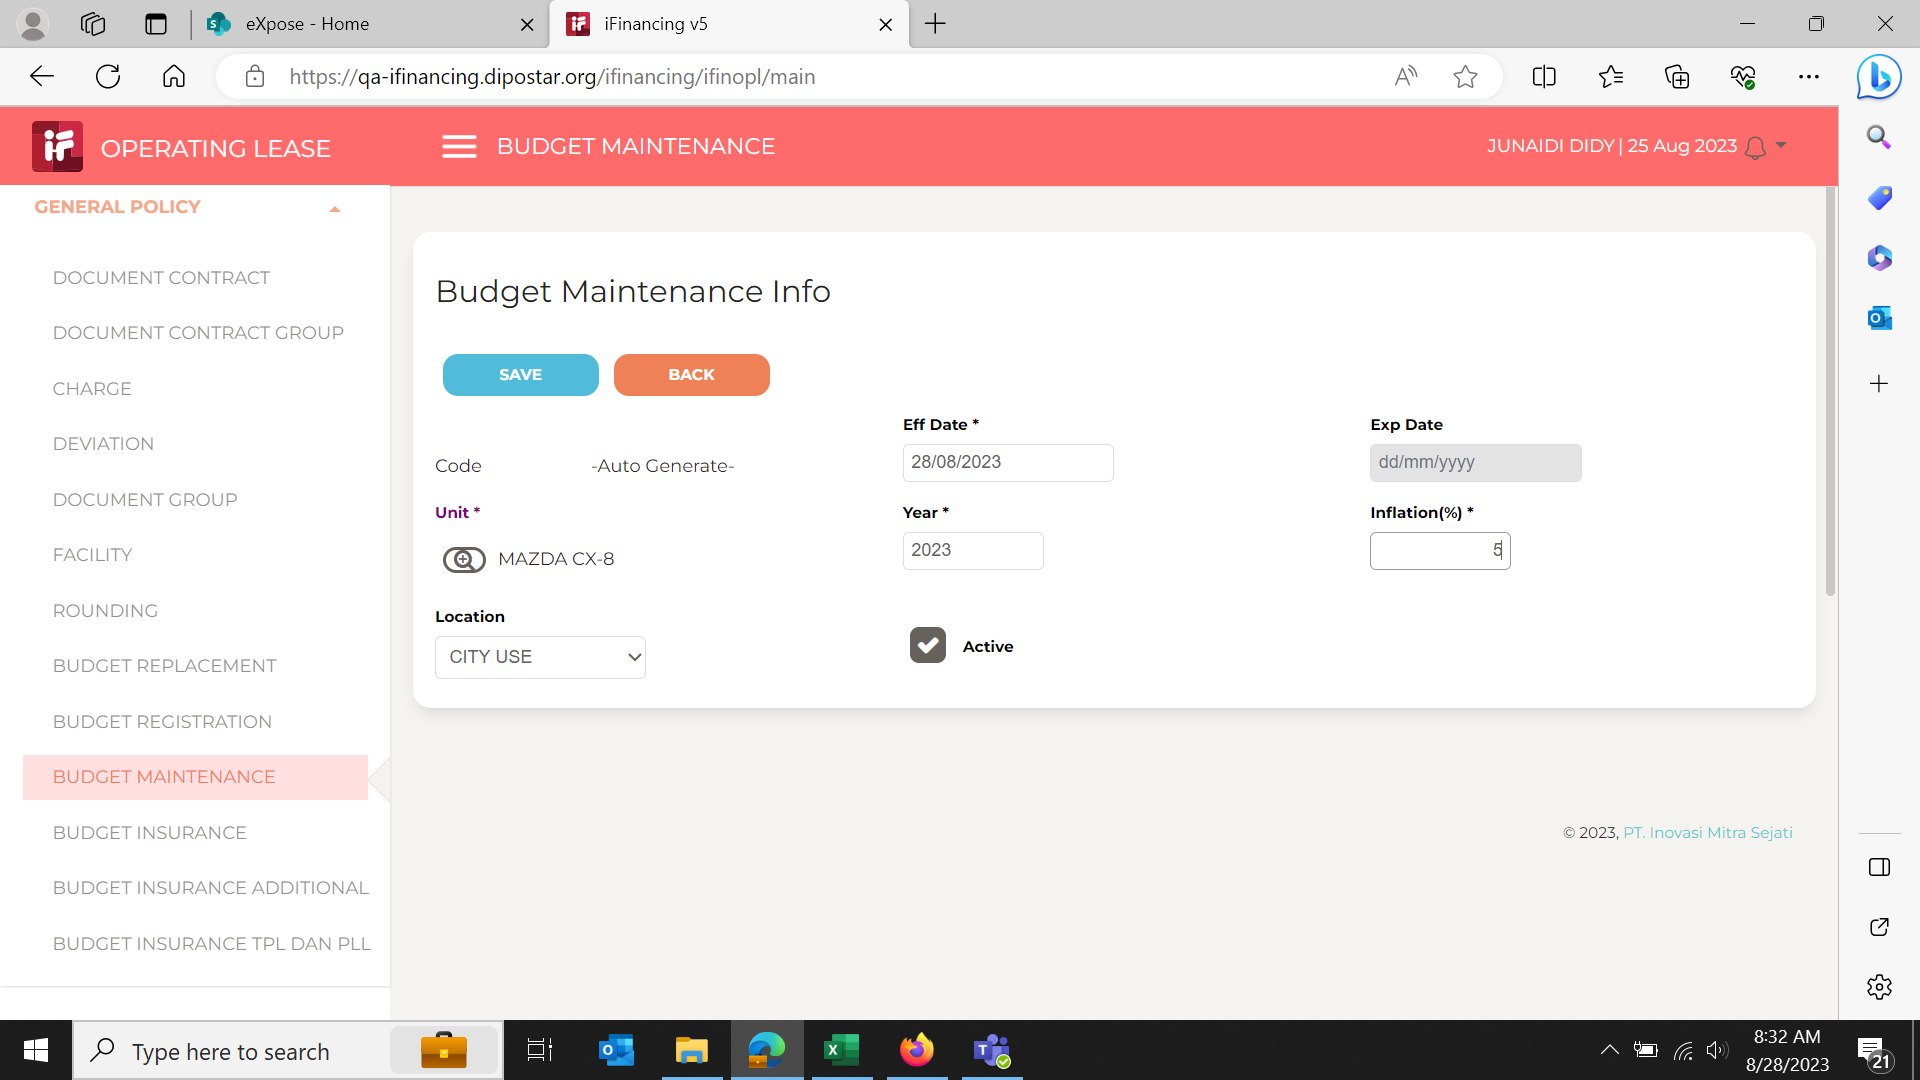 eXpose - Home
iFinancing v5
https://qa-ifinancing.dipostar.org/ifinancing/ifinopl/main
iF OPERATING LEASE
BUDGET MAINTENANCE
JUNAIDI DIDY | 25 Aug 2023
GENERAL POLICY
DOCUMENT CONTRACT
DOCUMENT CONTRACT GROUP
CHARGE
DEVIATION
DOCUMENT GROUP
FACILITY
ROUNDING
BUDGET REPLACEMENT
BUDGET REGISTRATION
BUDGET MAINTENANCE
BUDGET INSURANCE
BUDGET INSURANCE ADDITIONAL
BUDGET INSURANCE TPL DAN PLL
Budget Maintenance Info
SAVE
BACK
Code
-Auto Generate-
Eff Date *
28/08/2023
Exp Date
dd/mm/yyyy
Unit *
MAZDA CX-8
Year *
2023
Inflation(%) *
5
Location
CITY USE
Active
© 2023, PT. Inovasi Mitra Sejati
Type here to search
8:32 AM
8/28/2023
21